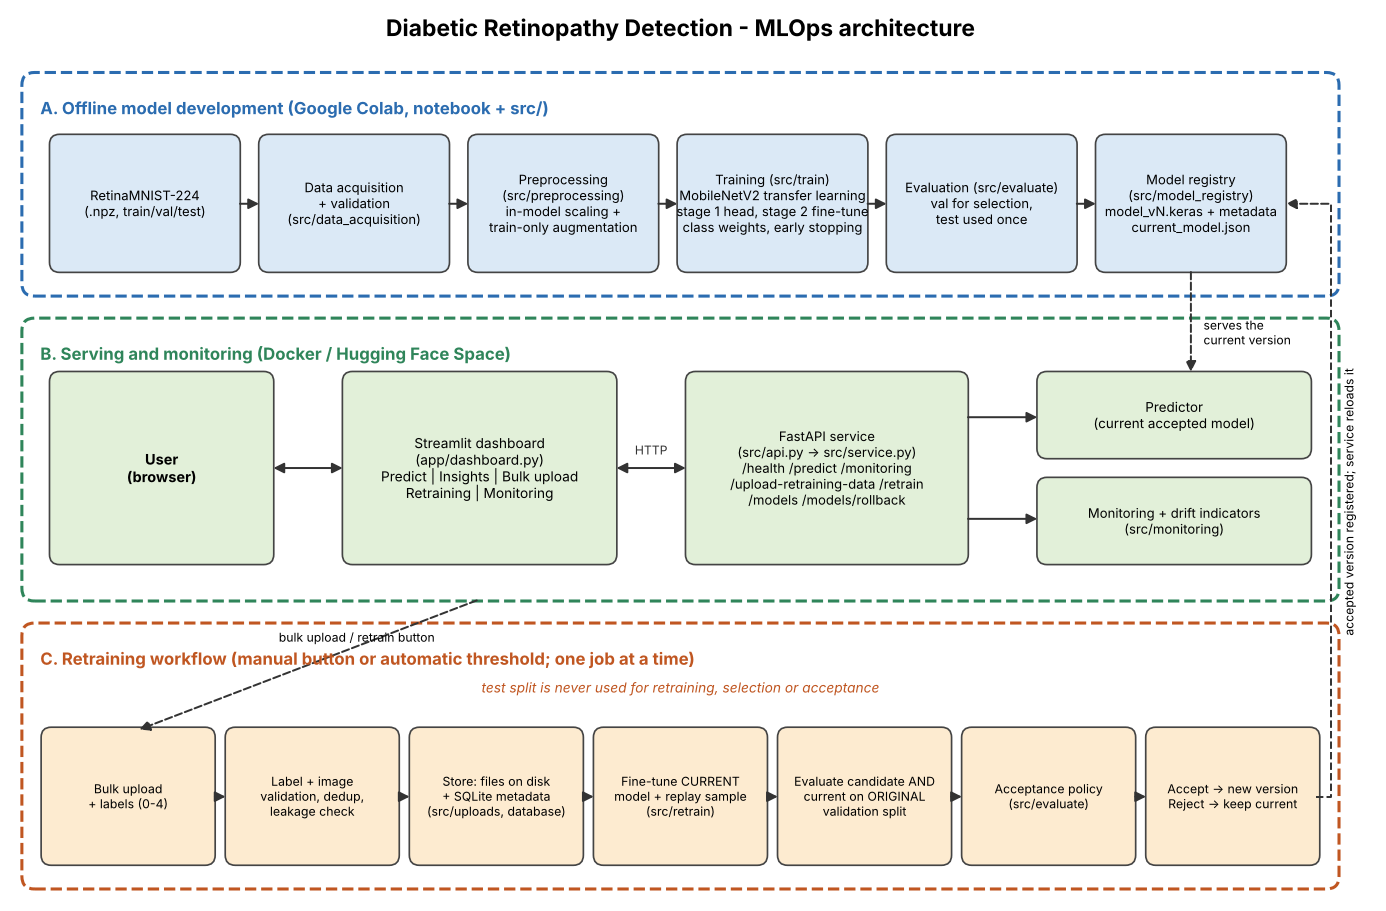 Diabetic Retinopathy Detection - MLOps architecture
A. Offline model development (Google Colab, notebook + src/)
RetinaMNIST-224
(.npz, train/val/test)
Data acquisition
+ validation
(src/data_acquisition)
Preprocessing
(src/preprocessing)
in-model scaling +
train-only augmentation
Training (src/train)
MobileNetV2 transfer learning
stage 1 head, stage 2 fine-tune
class weights, early stopping
Evaluation (src/evaluate)
val for selection,
test used once
Model registry
(src/model_registry)
model_vN.keras + metadata
current_model.json
serves the
current version
B. Serving and monitoring (Docker / Hugging Face Space)
User
(browser)
Streamlit dashboard
(app/dashboard.py)
Predict | Insights | Bulk upload
Retraining | Monitoring
HTTP
FastAPI service
(src/api.py → src/service.py)
/health /predict /monitoring
/upload-retraining-data /retrain
/models /models/rollback
Predictor
(current accepted model)
Monitoring + drift indicators
(src/monitoring)
accepted version registered; service reloads it
bulk upload / retrain button
C. Retraining workflow (manual button or automatic threshold; one job at a time)
test split is never used for retraining, selection or acceptance
Bulk upload
+ labels (0-4)
Label + image
validation, dedup,
leakage check
Store: files on disk
+ SQLite metadata
(src/uploads, database)
Fine-tune CURRENT
model + replay sample
(src/retrain)
Evaluate candidate AND
current on ORIGINAL
validation split
Acceptance policy
(src/evaluate)
Accept → new version
Reject → keep current